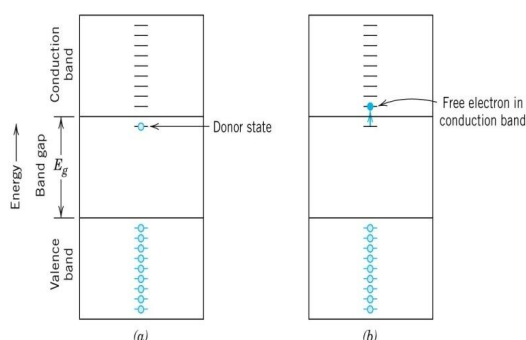 Conduction
band
Energy
Band gap
E_g
Valence
band
Donor state
Free electron in
conduction band
(a)
(b)